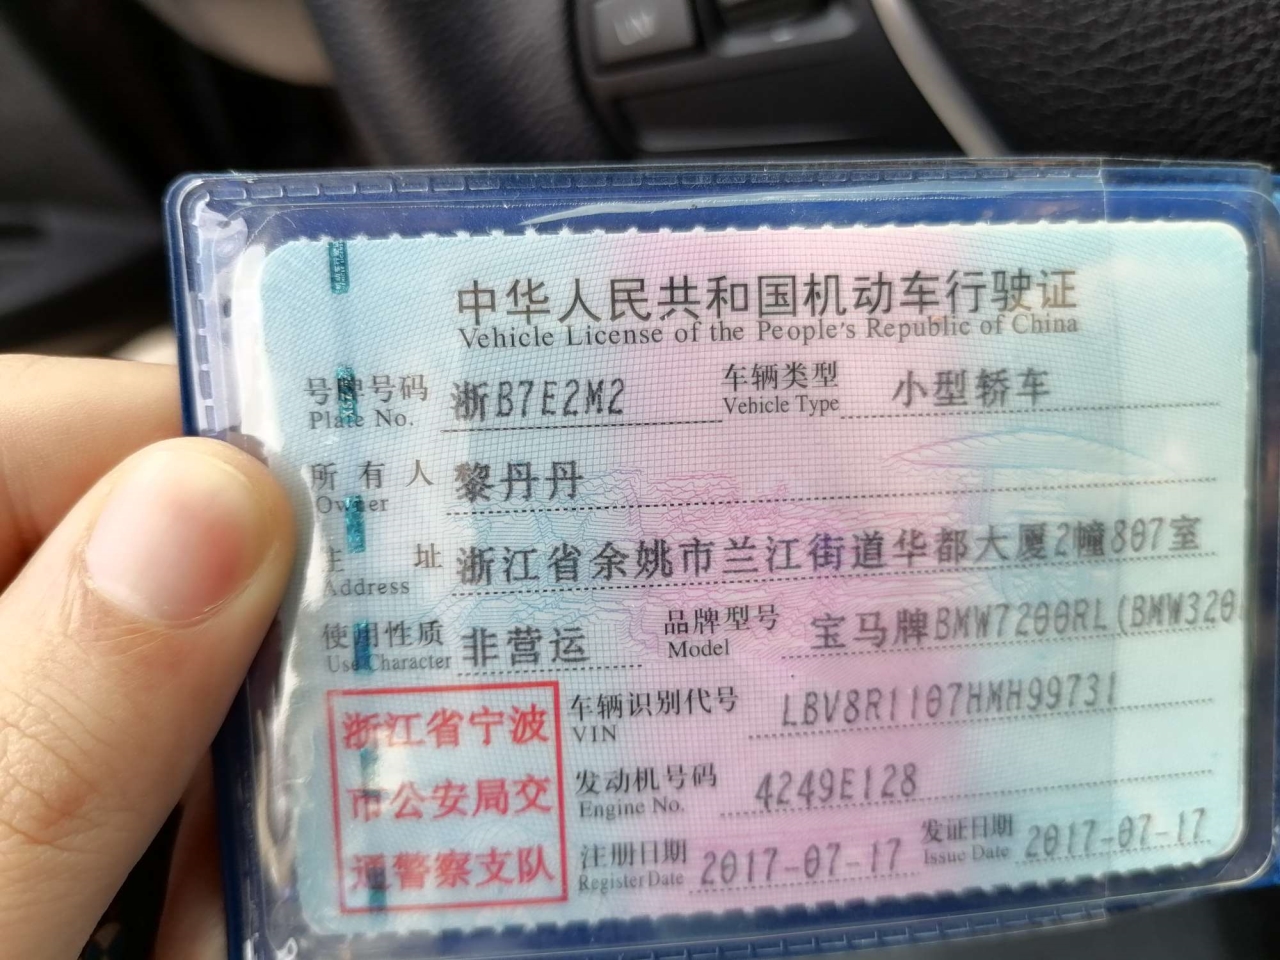 中华人民共和国机动车行驶证
Vehicle License of the People's Republic of China
号牌号码 浙B7E2M2 车辆类型 小型轿车
Plate No. Vehicle Type
所有人 黎丹丹
Owner
住址 浙江省余姚市兰江街道华都大厦2幢807室
Address
使用性质 非营运 品牌型号 宝马牌BMW7200RL(BMW320
Use Character Model
浙江省宁波
市公安局交
通警察支队
车辆识别代号 LBV8R1107HMH99731
VIN
发动机号码 4249E128
Engine No.
注册日期 2017-07-17 发证日期 2017-07-17
Register Date Issue Date